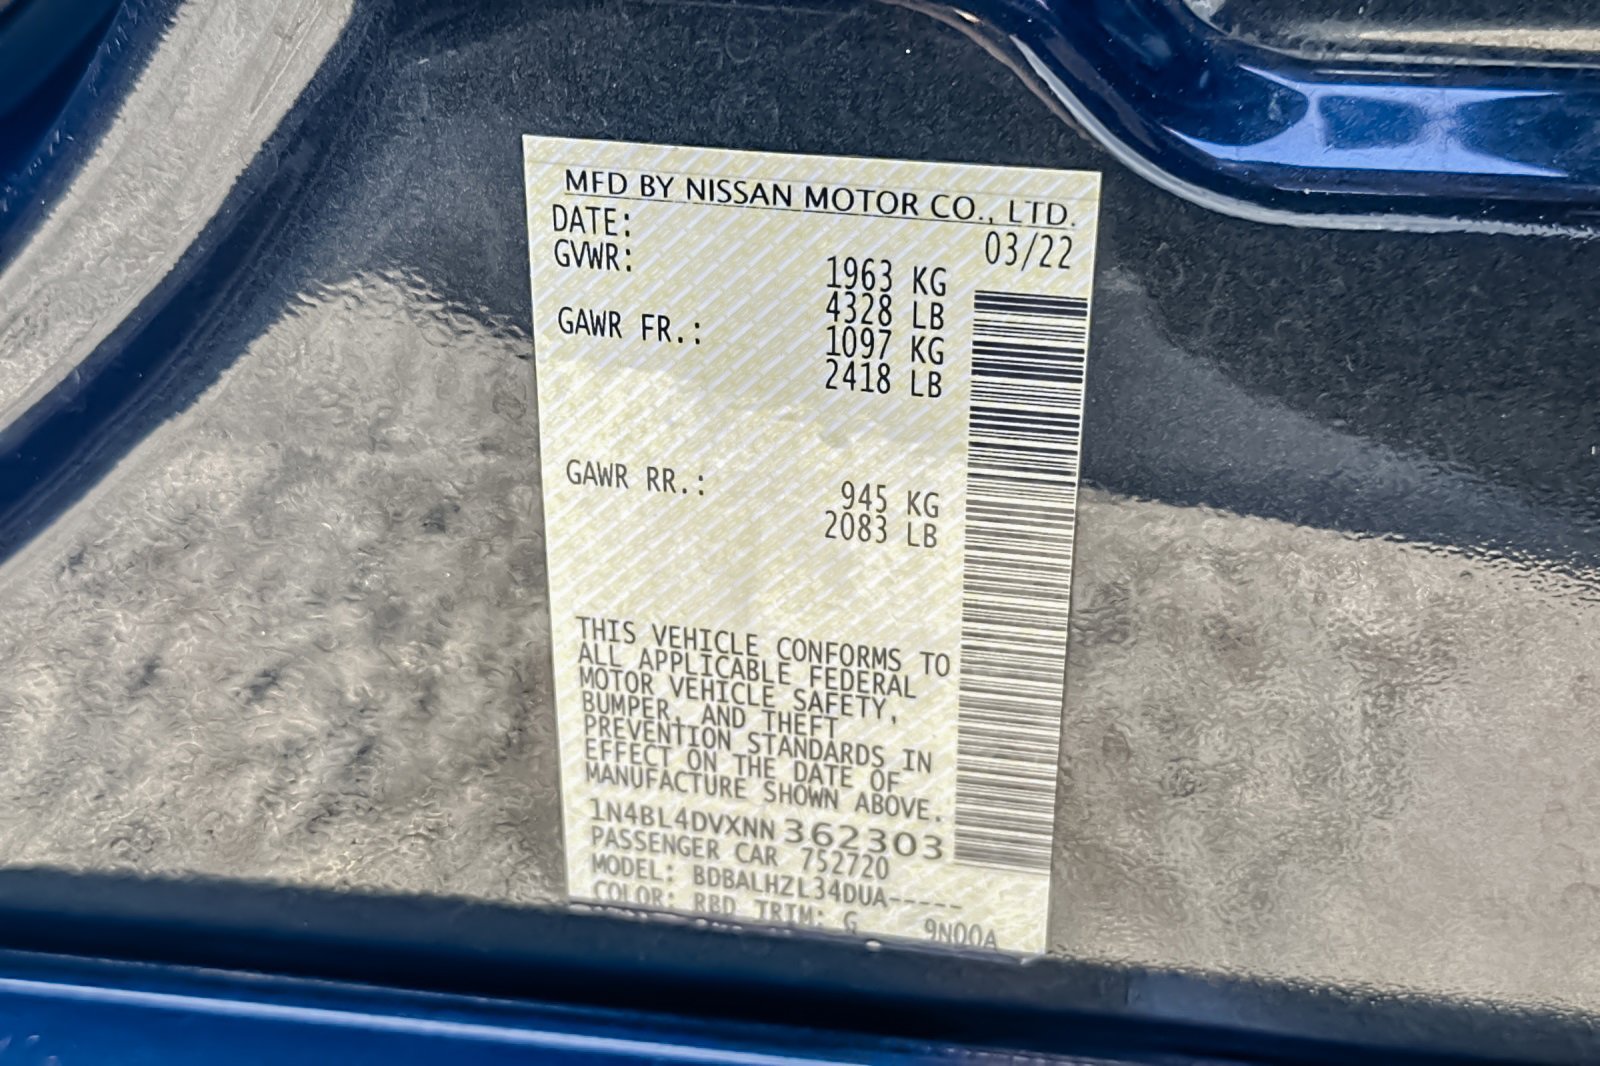 MFD BY NISSAN MOTOR CO., LTD.
DATE: 03/22
GVWR: 1963 KG
4328 LB
GAWR FR.: 1097 KG
2418 LB
GAWR RR.: 945 KG
2083 LB
THIS VEHICLE CONFORMS TO
ALL APPLICABLE FEDERAL
MOTOR VEHICLE SAFETY,
BUMPER, AND THEFT
PREVENTION STANDARDS IN
EFFECT ON THE DATE OF
MANUFACTURE SHOWN ABOVE.
1N4BL4DVXNN362303
PASSENGER CAR 752720
MODEL: BDBALHZL34DUA-----
COLOR: RBD TRIM: G 9N00A